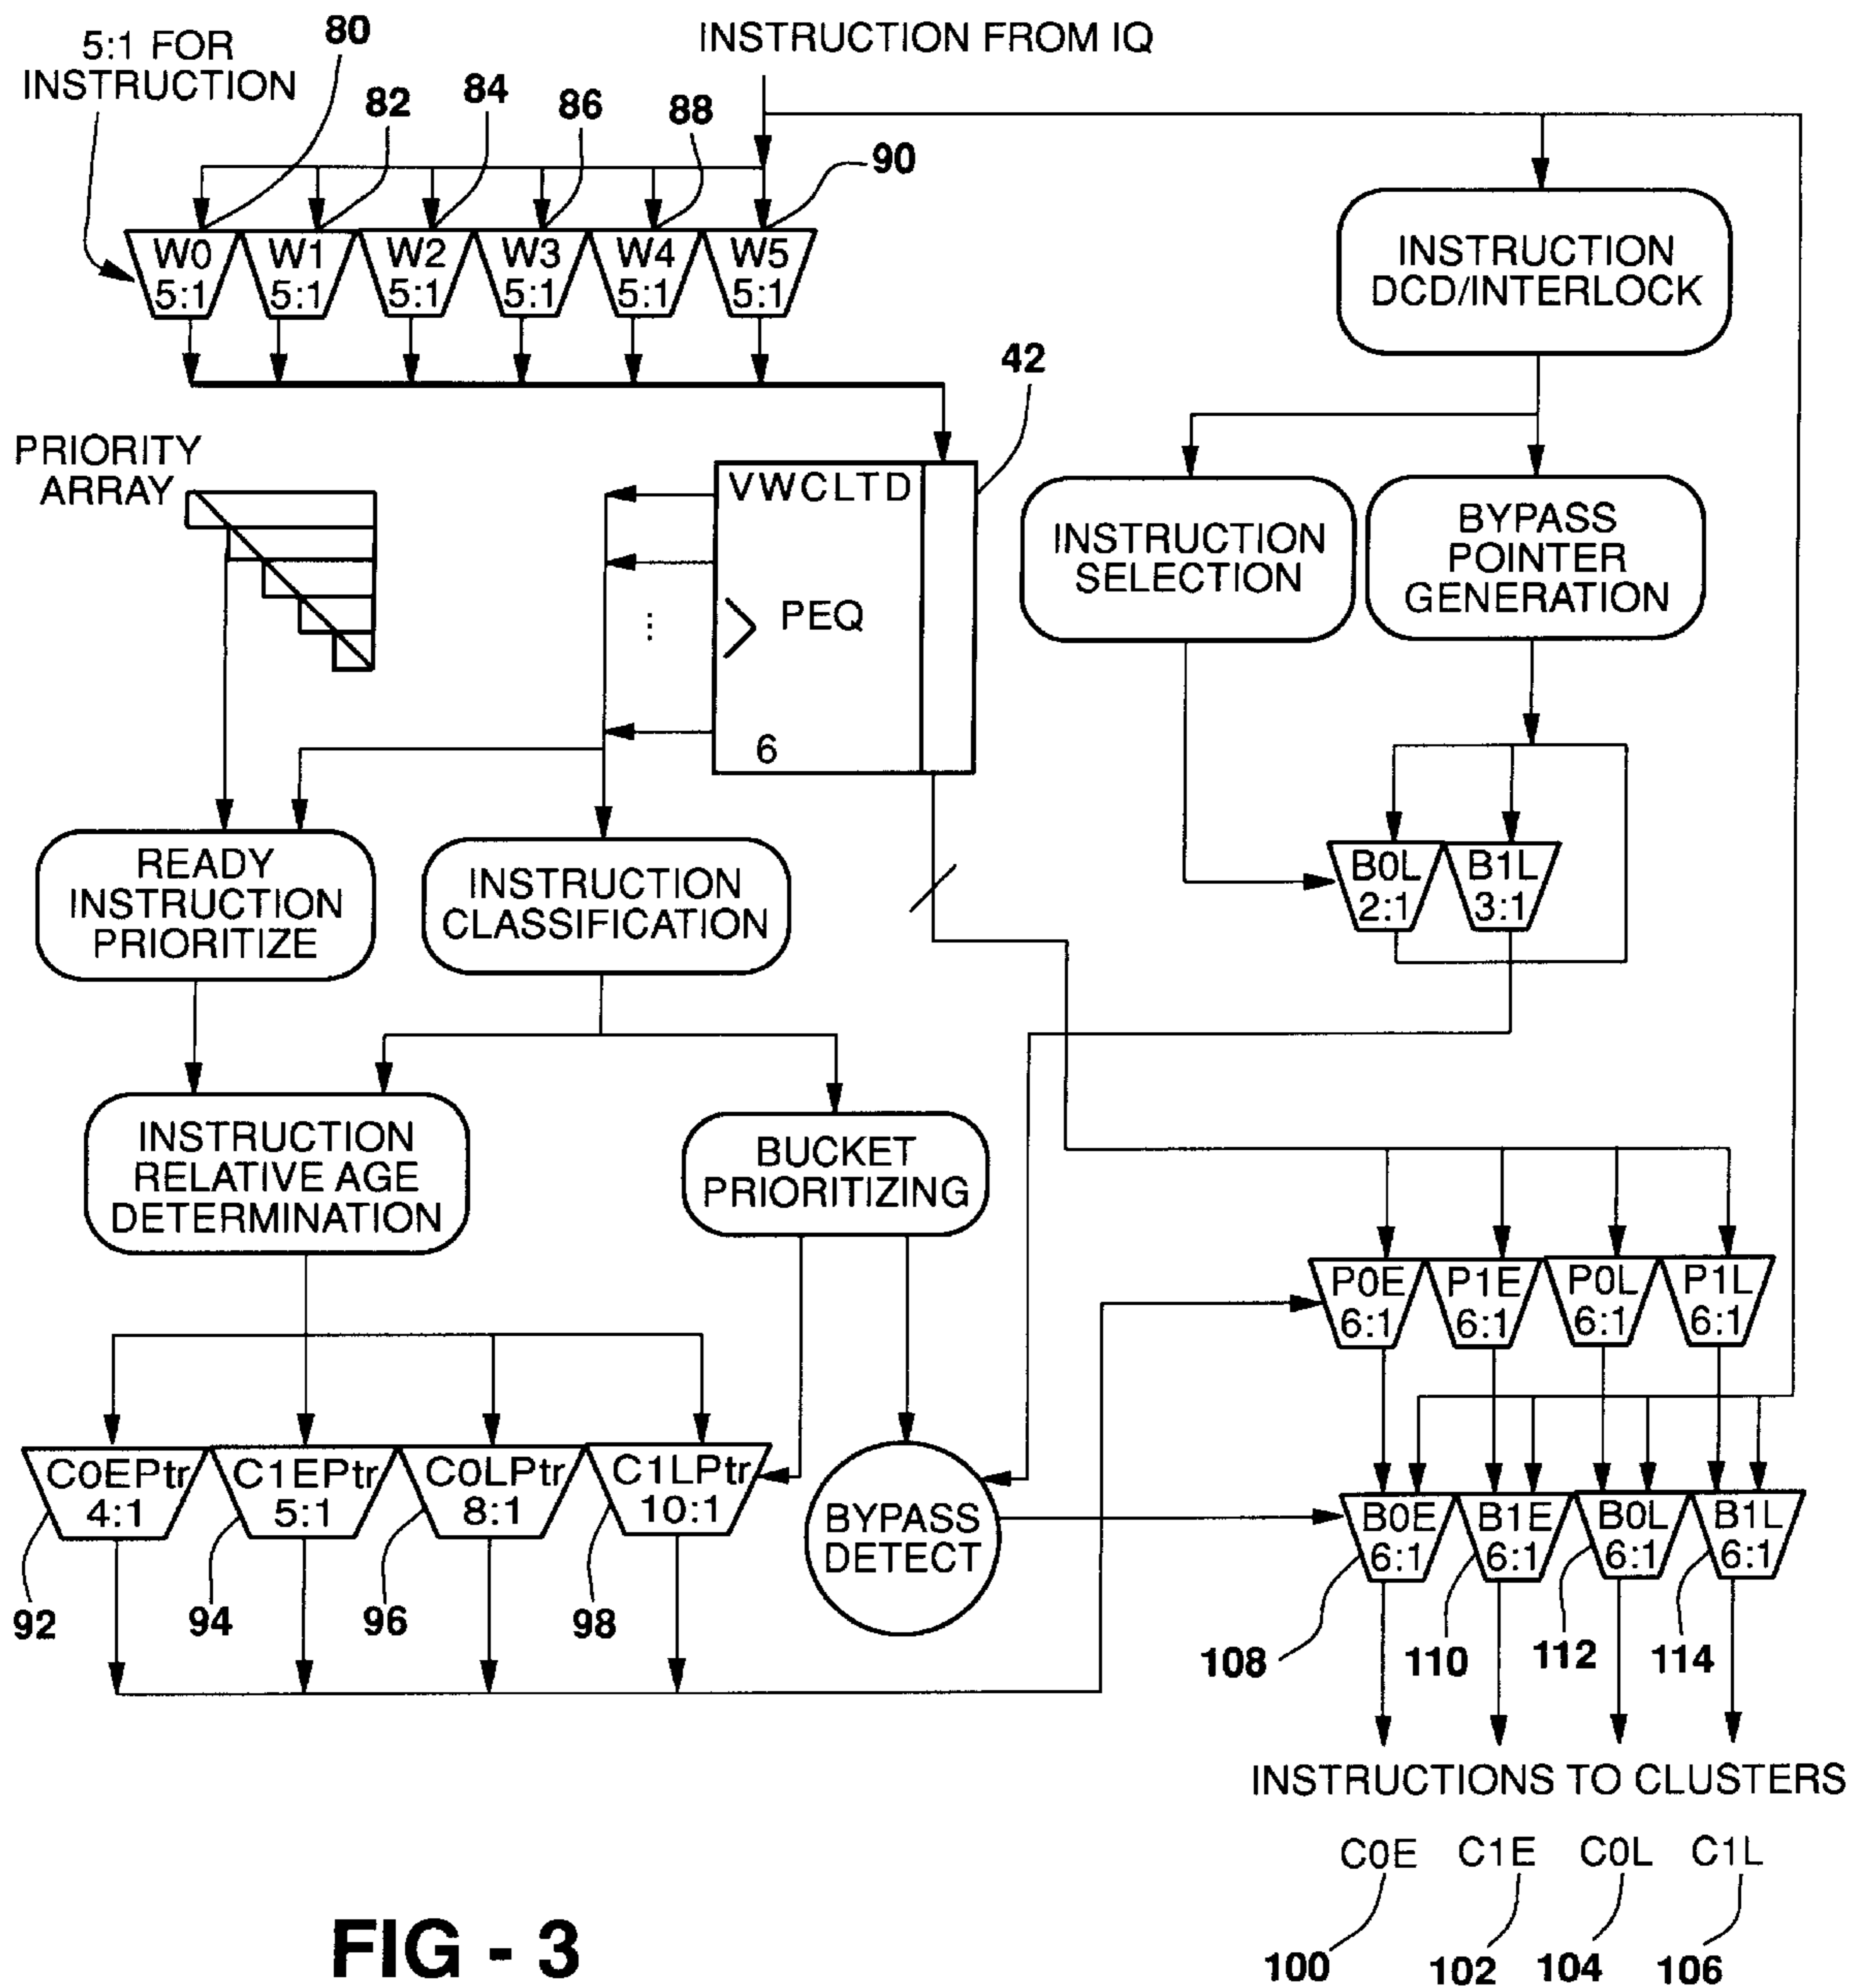 5:1 FOR
INSTRUCTION
80
INSTRUCTION FROM IQ
82
84
86
88
90
W0
5:1
W1
5:1
W2
5:1
W3
5:1
W4
5:1
W5
5:1
INSTRUCTION
DCD/INTERLOCK
42
PRIORITY
ARRAY
VWCLTD
PEQ
...
6
INSTRUCTION
SELECTION
BYPASS
POINTER
GENERATION
B0L
2:1
B1L
3:1
READY
INSTRUCTION
PRIORITIZE
INSTRUCTION
CLASSIFICATION
INSTRUCTION
RELATIVE AGE
DETERMINATION
BUCKET
PRIORITIZING
P0E
6:1
P1E
6:1
P0L
6:1
P1L
6:1
C0EPtr
4:1
C1EPtr
5:1
C0LPtr
8:1
C1LPtr
10:1
BYPASS
DETECT
B0E
6:1
B1E
6:1
B0L
6:1
B1L
6:1
92
94
96
98
108
110
112
114
INSTRUCTIONS TO CLUSTERS
C0E
C1E
C0L
C1L
100
102
104
106
FIG - 3